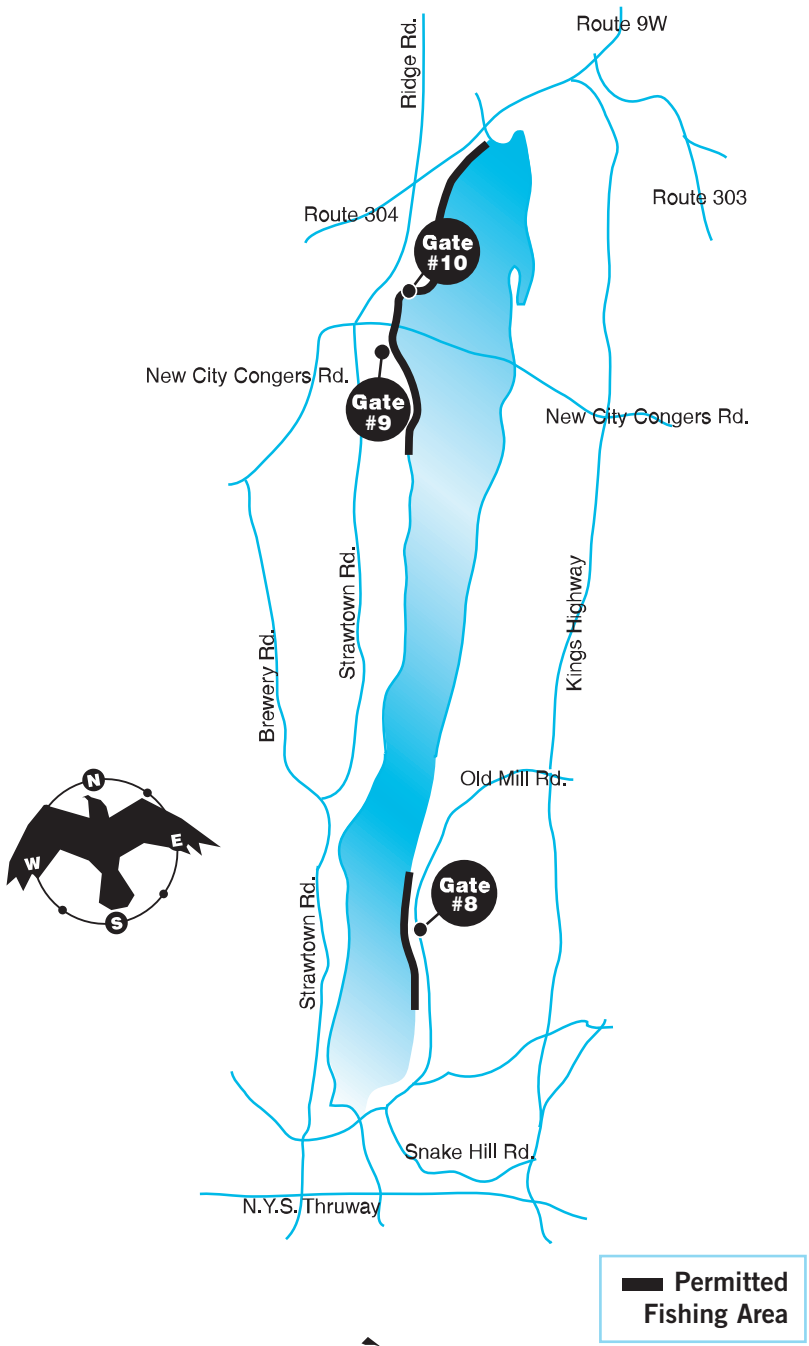 Route 9W
Ridge Rd.
Route 303
Route 304
Gate
#10
New City Congers Rd.
Gate
#9
New City Congers Rd.
Strawtown Rd.
Kings Highway
Brewery Rd.
Old Mill Rd.
N
W
E
S
Gate
#8
Strawtown Rd.
Snake Hill Rd.
N.Y.S. Thruway
Permitted
Fishing Area